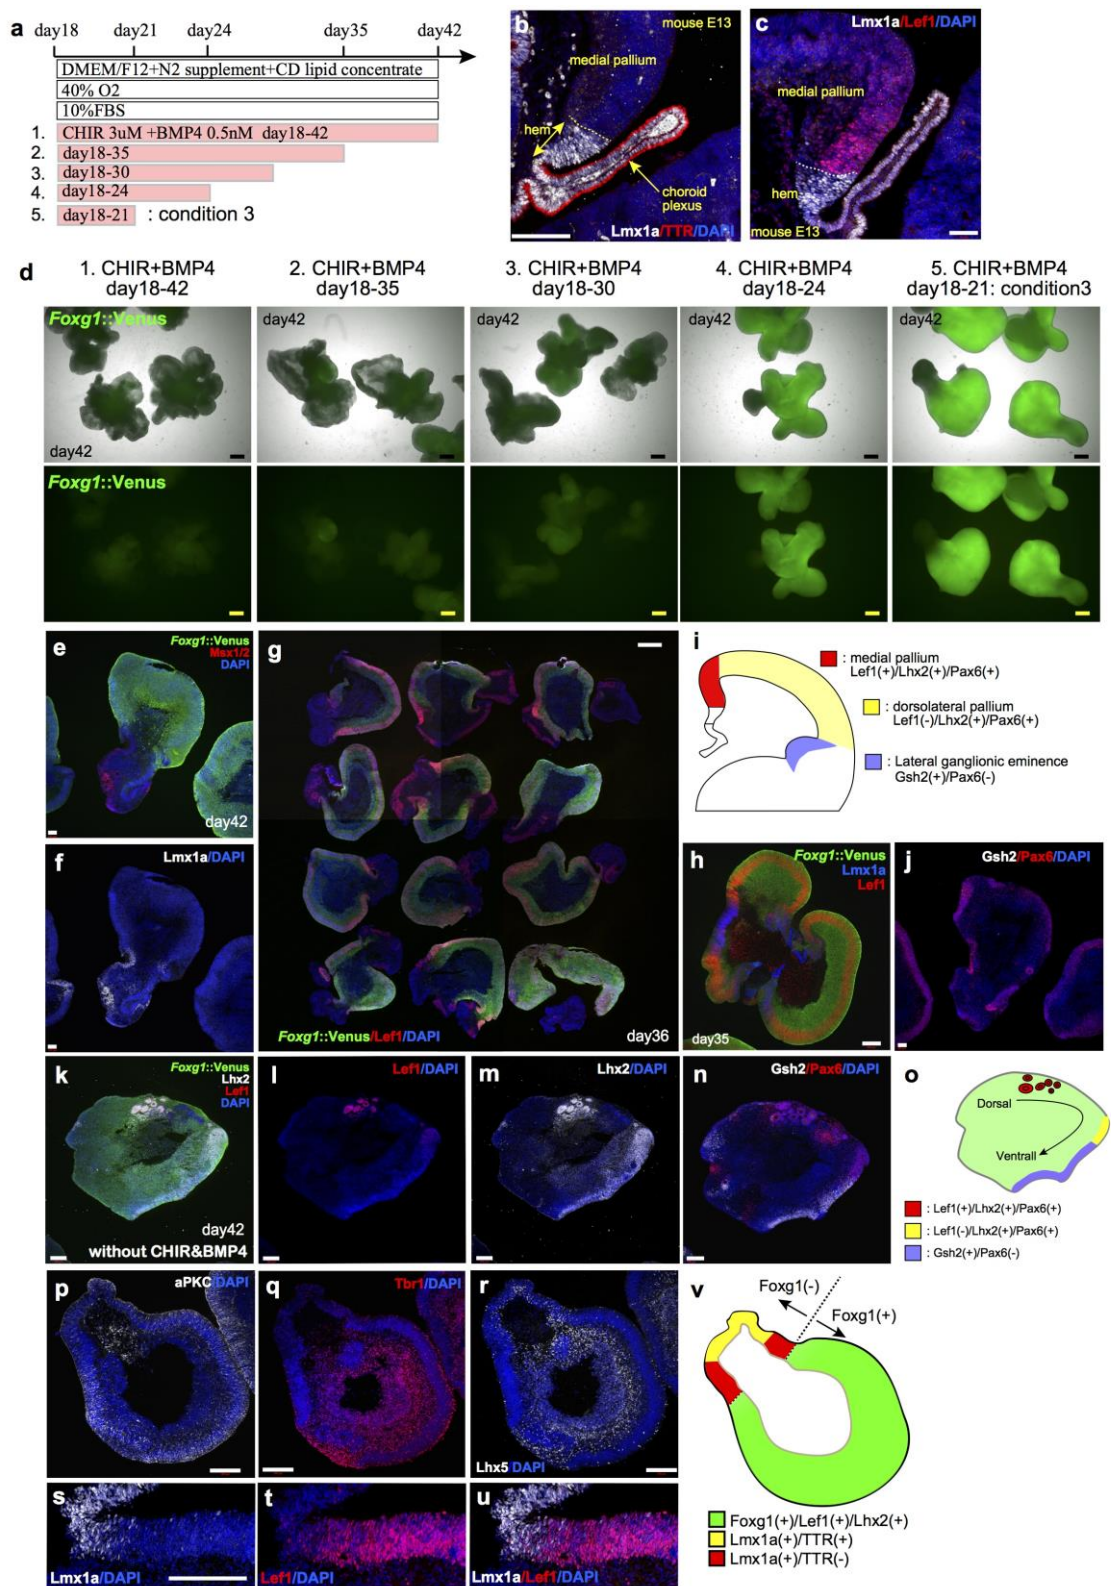 a
day18 day21 day24 day35 day42
DMEM/F12+N2 supplement+CD lipid concentrate
40% O2
10%FBS
1. CHIR 3uM +BMP4 0.5nM day18-42
2. day18-35
3. day18-30
4. day18-24
5. day18-21 : condition 3
b
mouse E13
medial pallium
hem
choroid
plexus
Lmx1a/TTR/DAPI
c
Lmx1a/Lef1/DAPI
medial pallium
hem
mouse E13
d
1. CHIR+BMP4
day18-42
2. CHIR+BMP4
day18-35
3. CHIR+BMP4
day18-30
4. CHIR+BMP4
day18-24
5. CHIR+BMP4
day18-21: condition3
Foxg1::Venus
day42
day42
day42
day42
day42
Foxg1::Venus
e
Foxg1::Venus
Msx1/2
DAPI
day42
f
Lmx1a/DAPI
g
Foxg1::Venus/Lef1/DAPI
day36
i
: medial pallium
Lef1(+)/Lhx2(+)/Pax6(+)
: dorsolateral pallium
Lef1(-)/Lhx2(+)/Pax6(+)
: Lateral ganglionic eminence
Gsh2(+)/Pax6(-)
h
Foxg1::Venus
Lmx1a
Lef1
day35
j
Gsh2/Pax6/DAPI
k
Foxg1::Venus
Lhx2
Lef1
DAPI
day42
without CHIR&BMP4
l
Lef1/DAPI
m
Lhx2/DAPI
n
Gsh2/Pax6/DAPI
o
Dorsal
Ventrall
: Lef1(+)/Lhx2(+)/Pax6(+)
: Lef1(-)/Lhx2(+)/Pax6(+)
: Gsh2(+)/Pax6(-)
p
aPKC/DAPI
q
Tbr1/DAPI
r
Lhx5/DAPI
v
Foxg1(-)
Foxg1(+)
s
Lmx1a/DAPI
t
Lef1/DAPI
u
Lmx1a/Lef1/DAPI
Foxg1(+)/Lef1(+)/Lhx2(+)
Lmx1a(+)/TTR(+)
Lmx1a(+)/TTR(-)